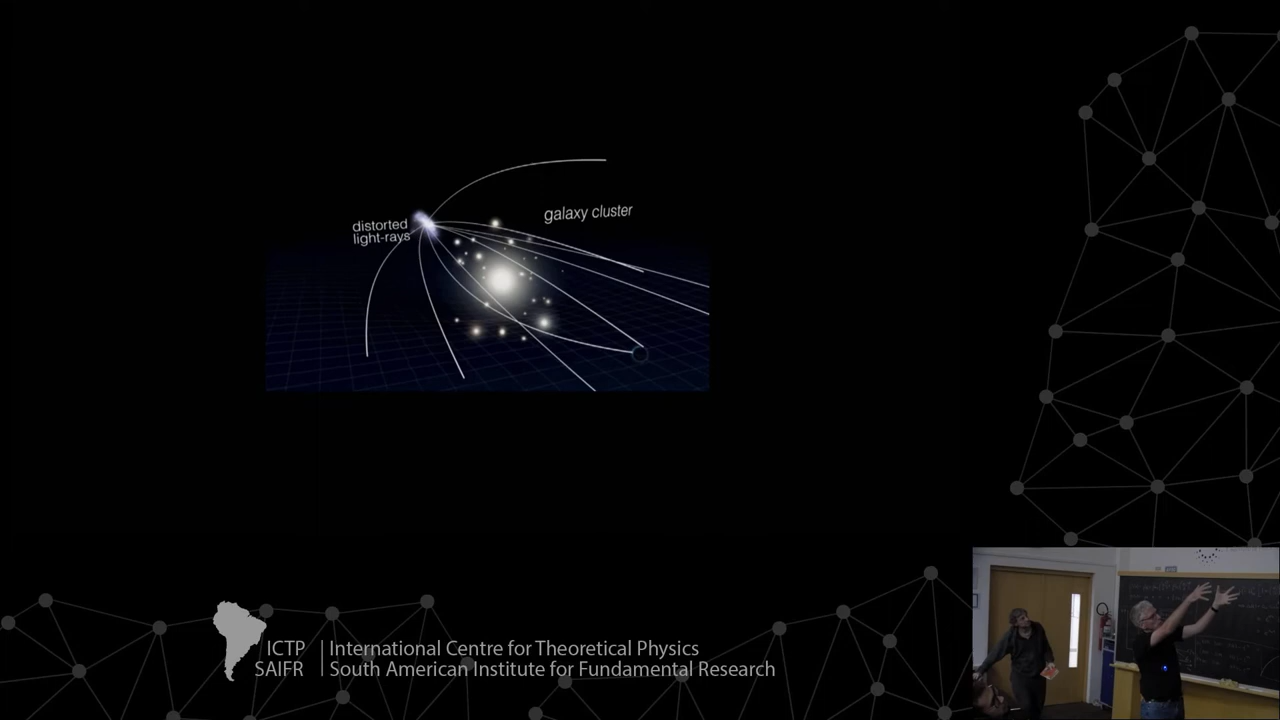 distorted
light-rays
galaxy cluster
ICTP
SAIFR
International Centre for Theoretical Physics
South American Institute for Fundamental Research